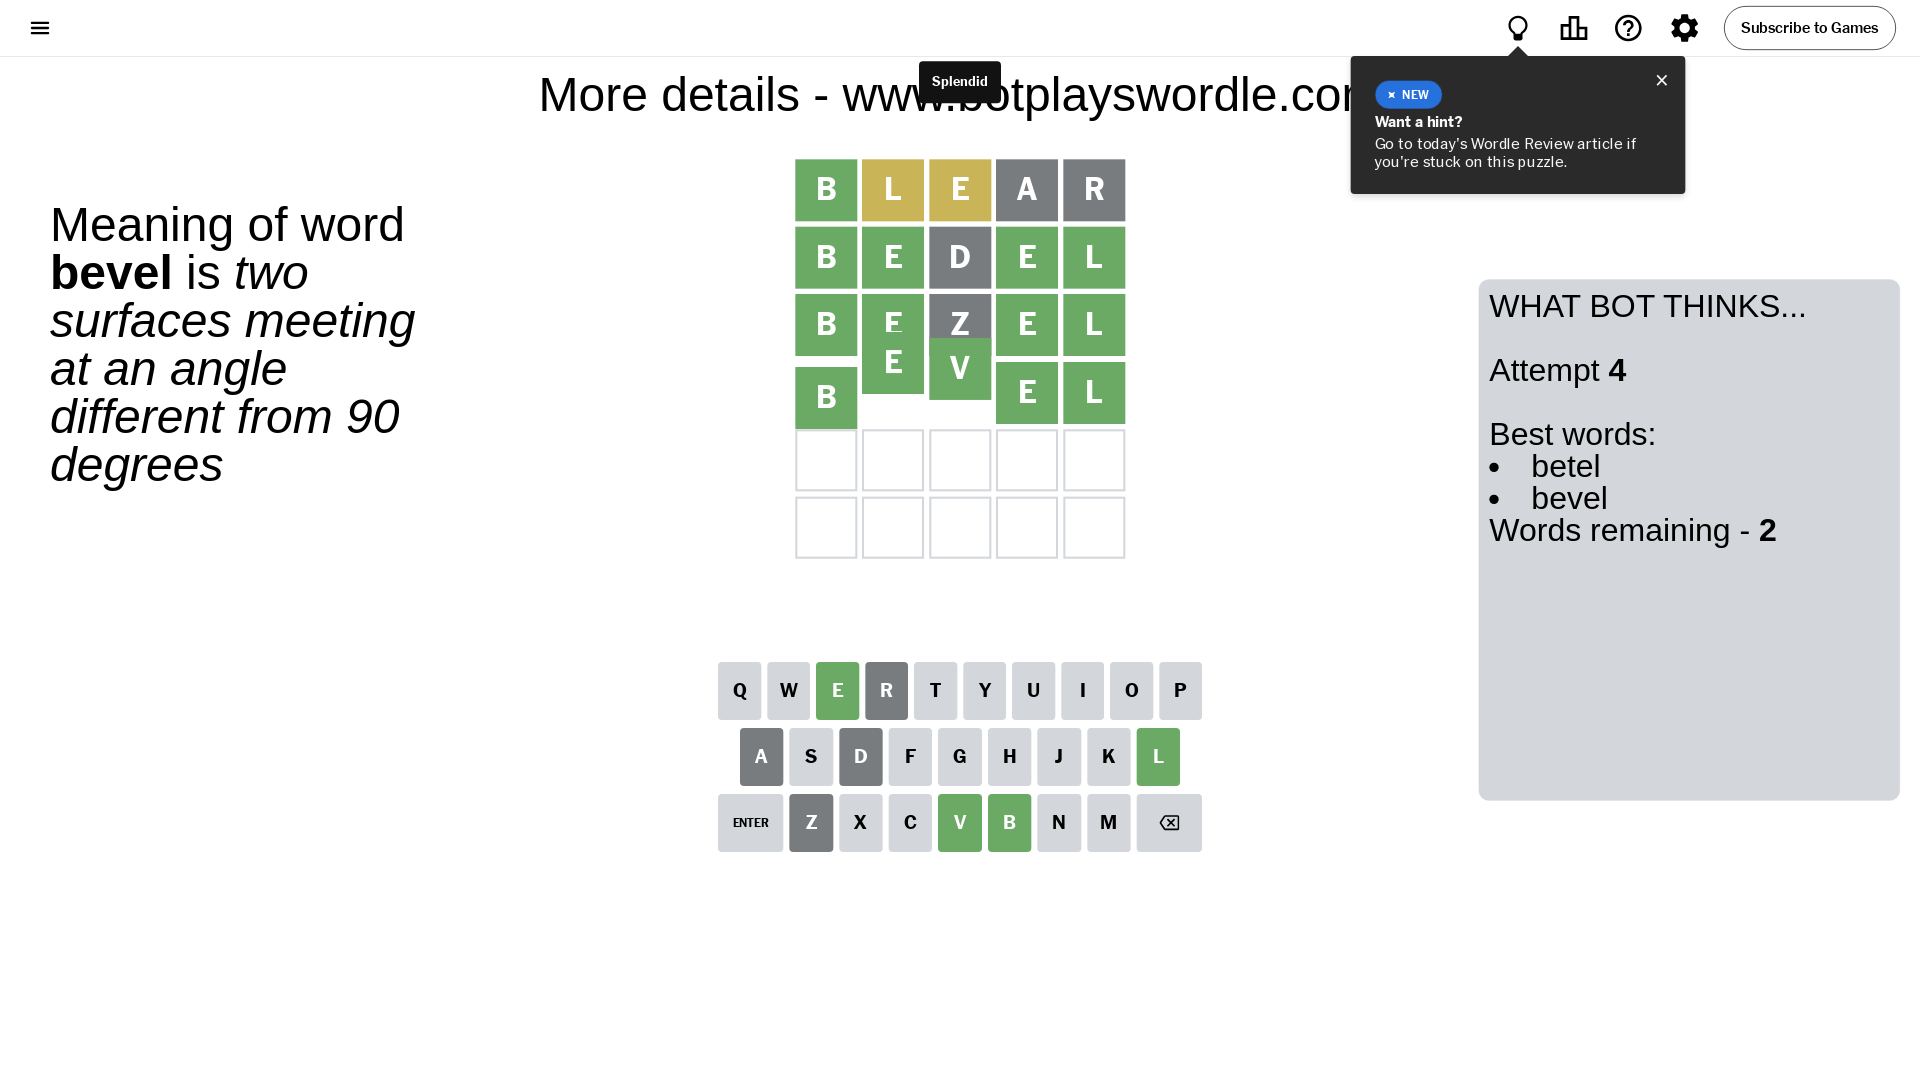 Subscribe to Games
Splendid
More details - www.botplayswordle.com
NEW
Want a hint?
Go to today's Wordle Review article if
you're stuck on this puzzle.
Meaning of word
bevel is two
surfaces meeting
at an angle
different from 90
degrees
B L E A R
B E D E L
B E Z E L
B E V E L
WHAT BOT THINKS...
Attempt 4
Best words:
• betel
• bevel
Words remaining - 2
Q W E R T Y U I O P
A S D F G H J K L
ENTER Z X C V B N M